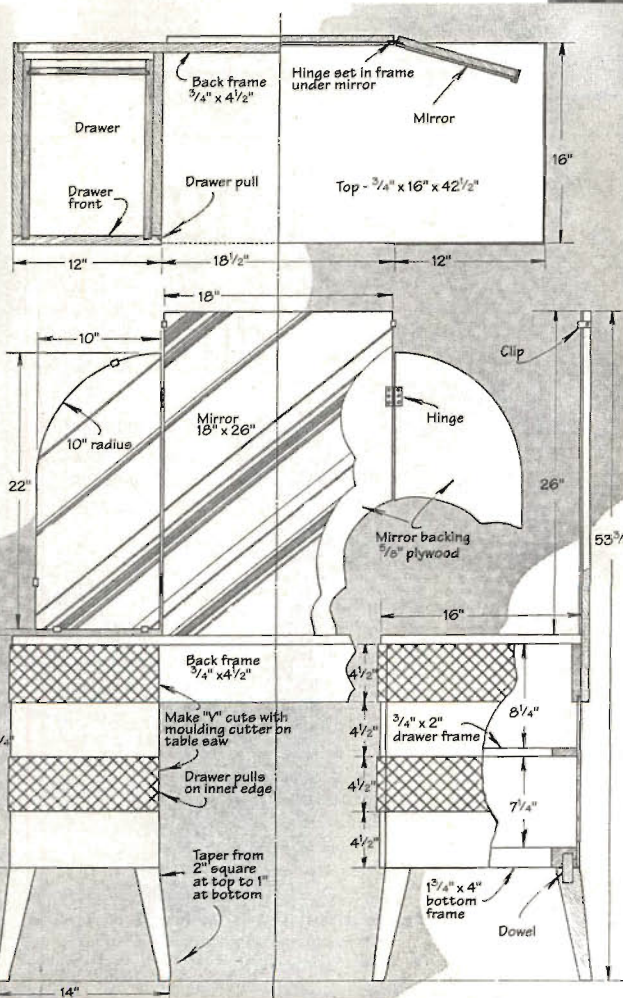 Back frame
3/4" x 4 1/2"
Hinge set in frame
under mirror
Mirror
Drawer
Drawer pull
Top - 3/4" x 16" x 42 1/2"
16"
Drawer
front
12"
18 1/2"
12"
18"
10"
Clip
10" radius
Mirror
18" x 26"
Hinge
22"
26"
Mirror backing
5/8" plywood
16"
Back frame
3/4" x 4 1/2"
4 1/2"
8 1/4"
Make "V" cuts with
moulding cutter on
table saw
3/4" x 2"
drawer frame
4 1/2"
Drawer pulls
on inner edge
4 1/2"
7 1/4"
4 1/2"
Taper from
2" square
at top to 1"
at bottom
1 3/4" x 4"
bottom
frame
Dowel
14"